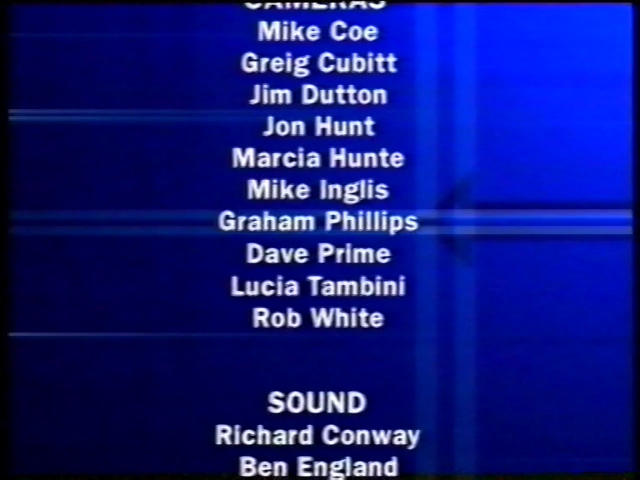 CAMERAS
Mike Coe
Greig Cubitt
Jim Dutton
Jon Hunt
Marcia Hunte
Mike Inglis
Graham Phillips
Dave Prime
Lucia Tambini
Rob White
SOUND
Richard Conway
Ben England